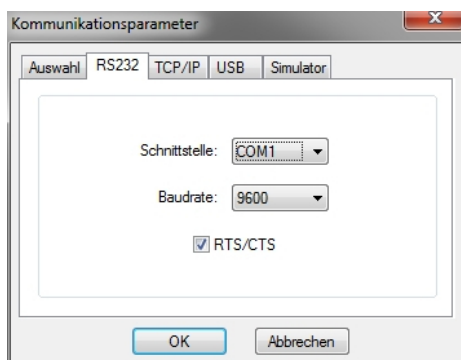 Kommunikationsparameter
Auswahl RS232 TCP/IP USB Simulator
Schnittstelle: COM1
Baudrate: 9600
RTS/CTS
OK Abbrechen